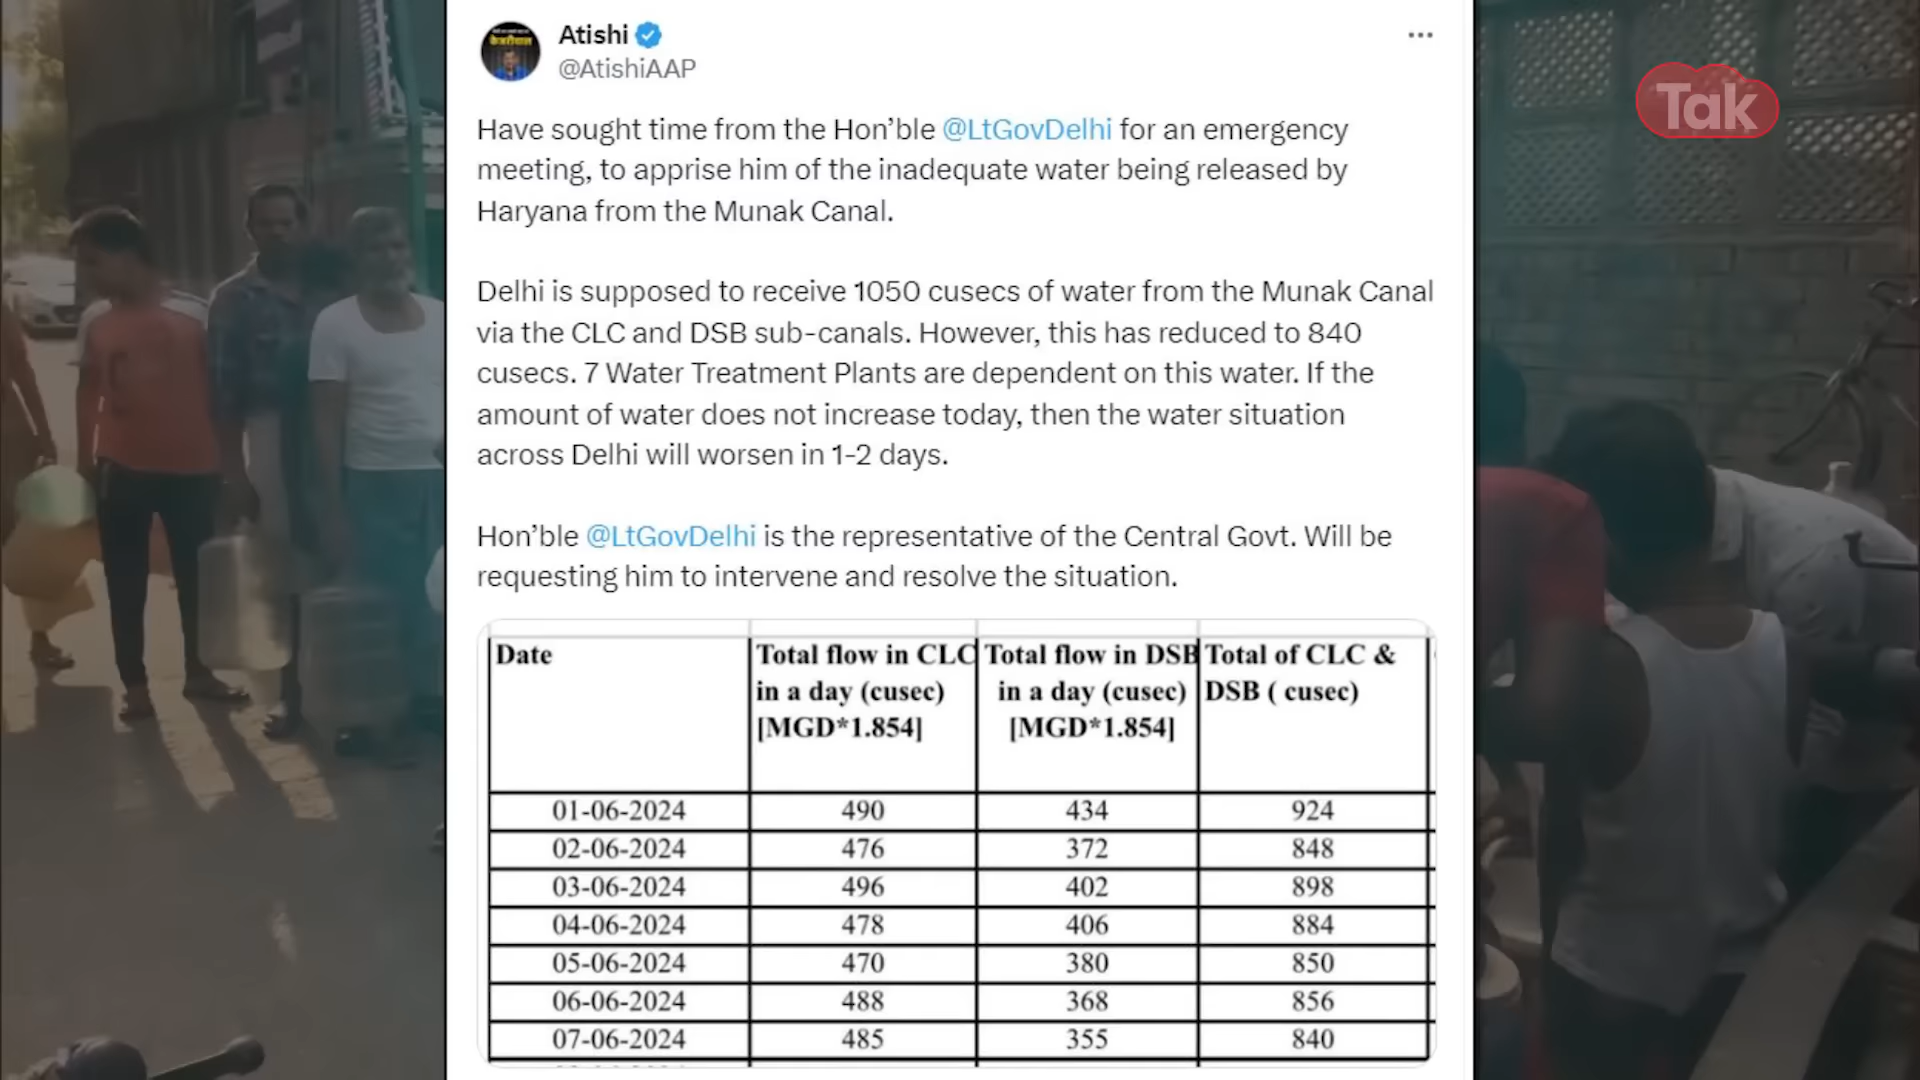 Atishi
@AtishiAAP
Tak
Have sought time from the Hon’ble @LtGovDelhi for an emergency
meeting, to apprise him of the inadequate water being released by
Haryana from the Munak Canal.
Delhi is supposed to receive 1050 cusecs of water from the Munak Canal
via the CLC and DSB sub-canals. However, this has reduced to 840
cusecs. 7 Water Treatment Plants are dependent on this water. If the
amount of water does not increase today, then the water situation
across Delhi will worsen in 1-2 days.
Hon’ble @LtGovDelhi is the representative of the Central Govt. Will be
requesting him to intervene and resolve the situation.
Date Total flow in CLC Total flow in DSB Total of CLC &
in a day (cusec) in a day (cusec) DSB ( cusec)
[MGD*1.854] [MGD*1.854]
01-06-2024 490 434 924
02-06-2024 476 372 848
03-06-2024 496 402 898
04-06-2024 478 406 884
05-06-2024 470 380 850
06-06-2024 488 368 856
07-06-2024 485 355 840